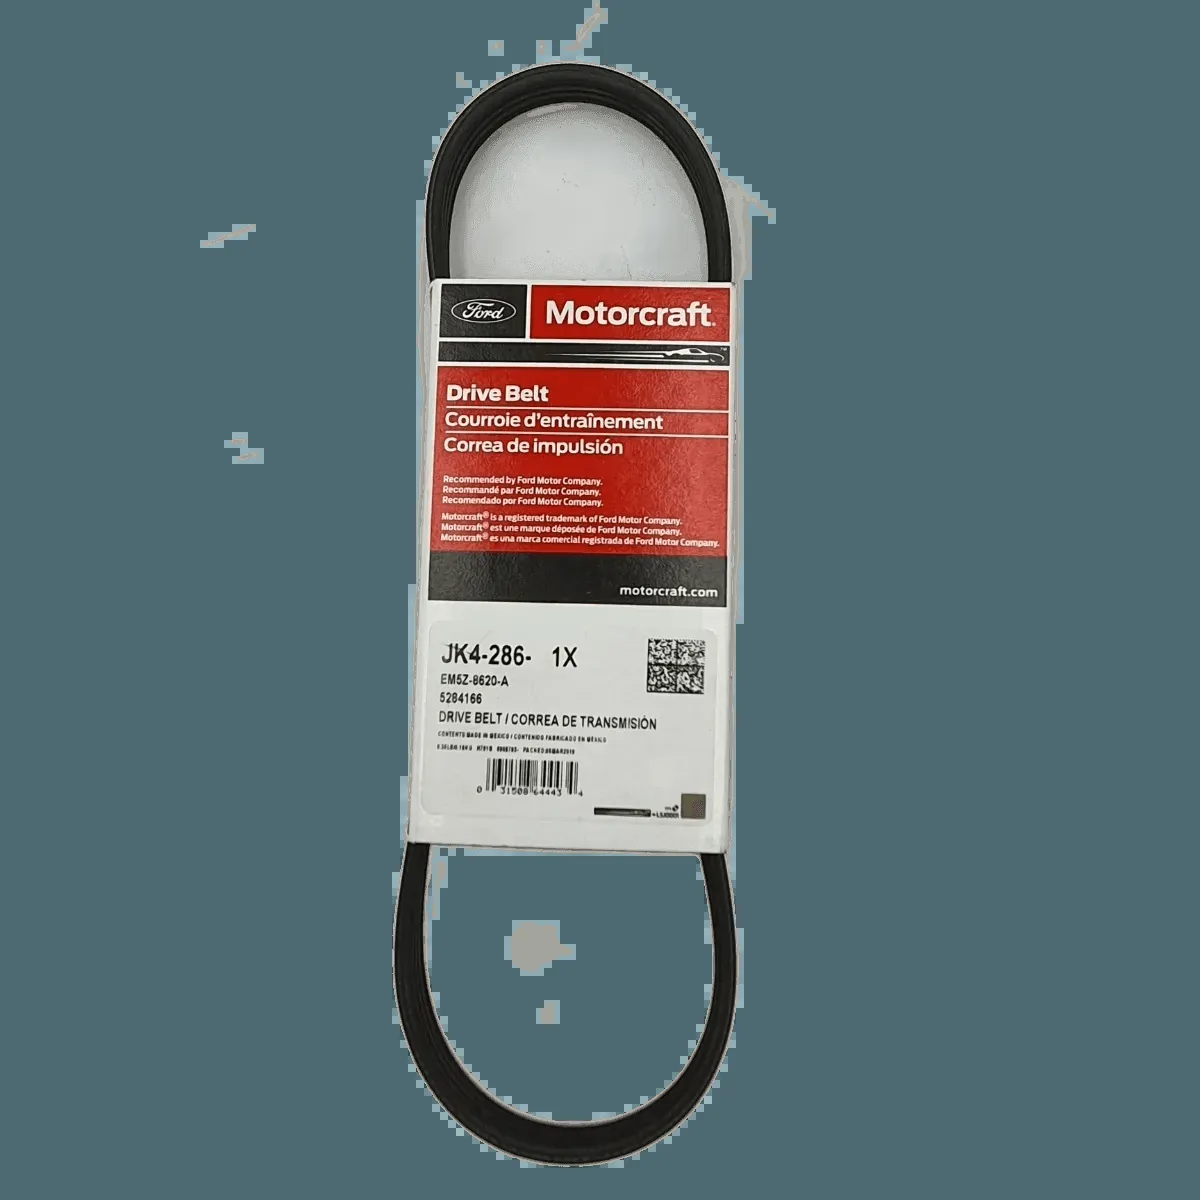 Ford
Motorcraft
Drive Belt
Courroie d'entraînement
Correa de impulsión
Recommended by Ford Motor Company.
Recommandé par Ford Motor Company.
Recomendado por Ford Motor Company.
Motorcraft® is a registered trademark of Ford Motor Company.
Motorcraft® est une marque déposée de Ford Motor Company.
Motorcraft® es una marca comercial registrada de Ford Motor Company.
motorcraft.com
JK4-286- 1X
EM5Z-8620-A
5284166
DRIVE BELT / CORREA DE TRANSMISIÓN
CONTENTS MADE IN MEXICO / CONTENIDO FABRICADO EN MÉXICO
0 31508 64443 4